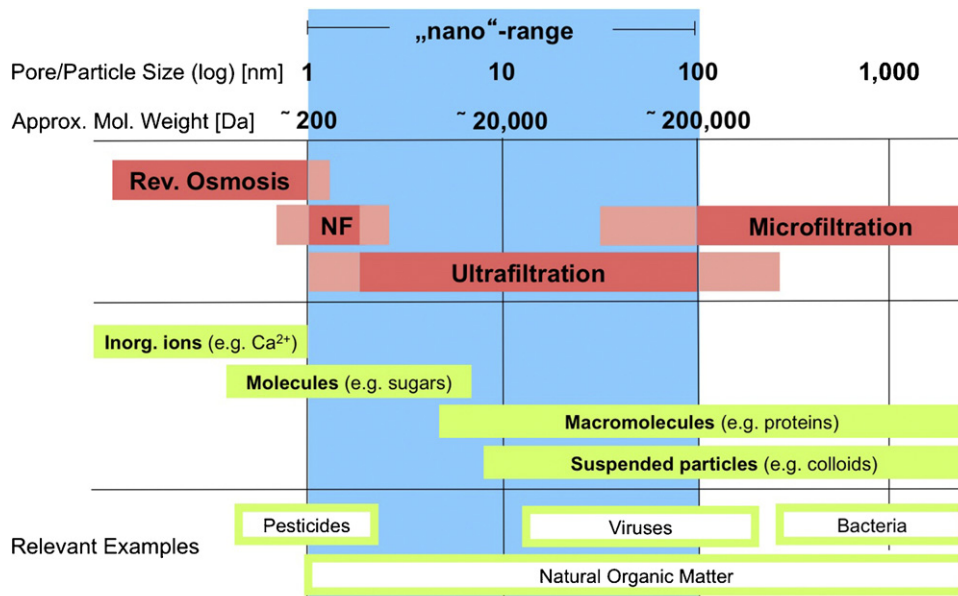 „nano“-range
Pore/Particle Size (log) [nm] 1 10 100 1,000
Approx. Mol. Weight [Da] ~ 200 ~ 20,000 ~ 200,000
Rev. Osmosis
NF Microfiltration
Ultrafiltration
Inorg. ions (e.g. Ca²⁺)
Molecules (e.g. sugars)
Macromolecules (e.g. proteins)
Suspended particles (e.g. colloids)
Pesticides Viruses Bacteria
Relevant Examples
Natural Organic Matter